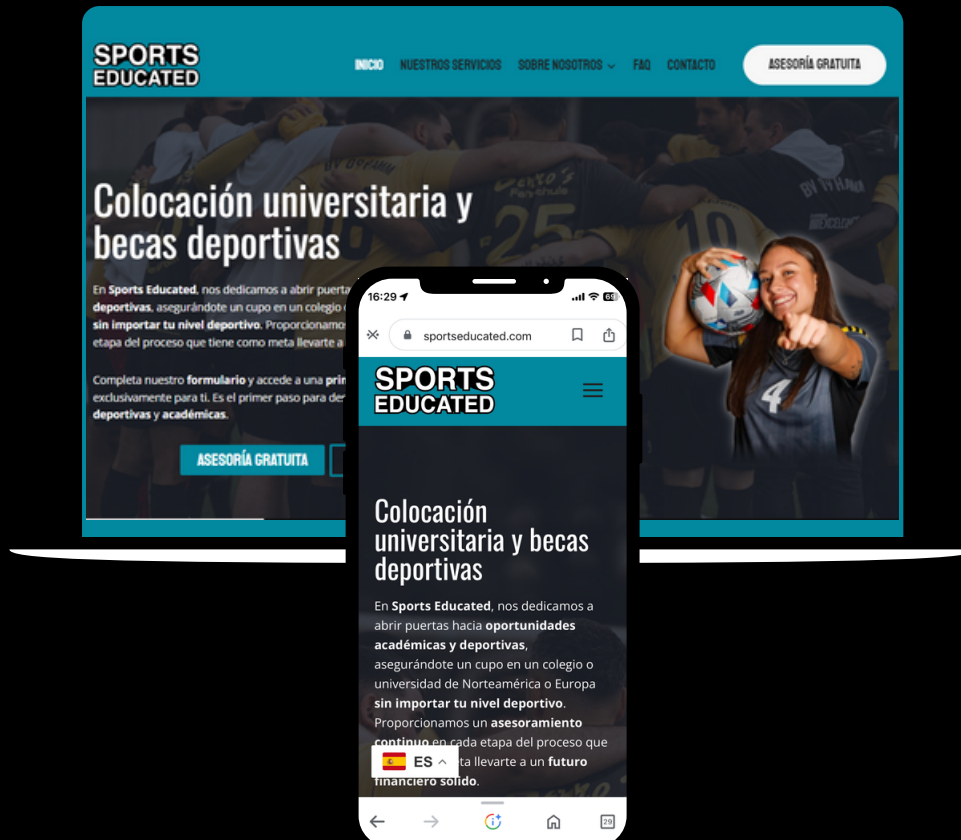 SPORTS
EDUCATED
INICIO NUESTROS SERVICIOS SOBRE NOSOTROS FAQ CONTACTO ASESORÍA GRATUITA
Colocación universitaria y
becas deportivas
En Sports Educated, nos dedicamos a abrir puerta
deportivas, asegurándote un cupo en un colegio
sin importar tu nivel deportivo. Proporcionamo
etapa del proceso que tiene como meta llevarte a
Completa nuestro formulario y accede a una prin
exclusivamente para ti. Es el primer paso para de
deportivas y académicas.
ASESORÍA GRATUITA
25
10
4
16:29
69
sportseducated.com
SPORTS
EDUCATED
Colocación
universitaria y becas
deportivas
En Sports Educated, nos dedicamos a
abrir puertas hacia oportunidades
académicas y deportivas,
asegurándote un cupo en un colegio o
universidad de Norteamérica o Europa
sin importar tu nivel deportivo.
Proporcionamos un asesoramiento
continuo en cada etapa del proceso que
ES
ta llevarte a un futuro
financiero sólido.
29